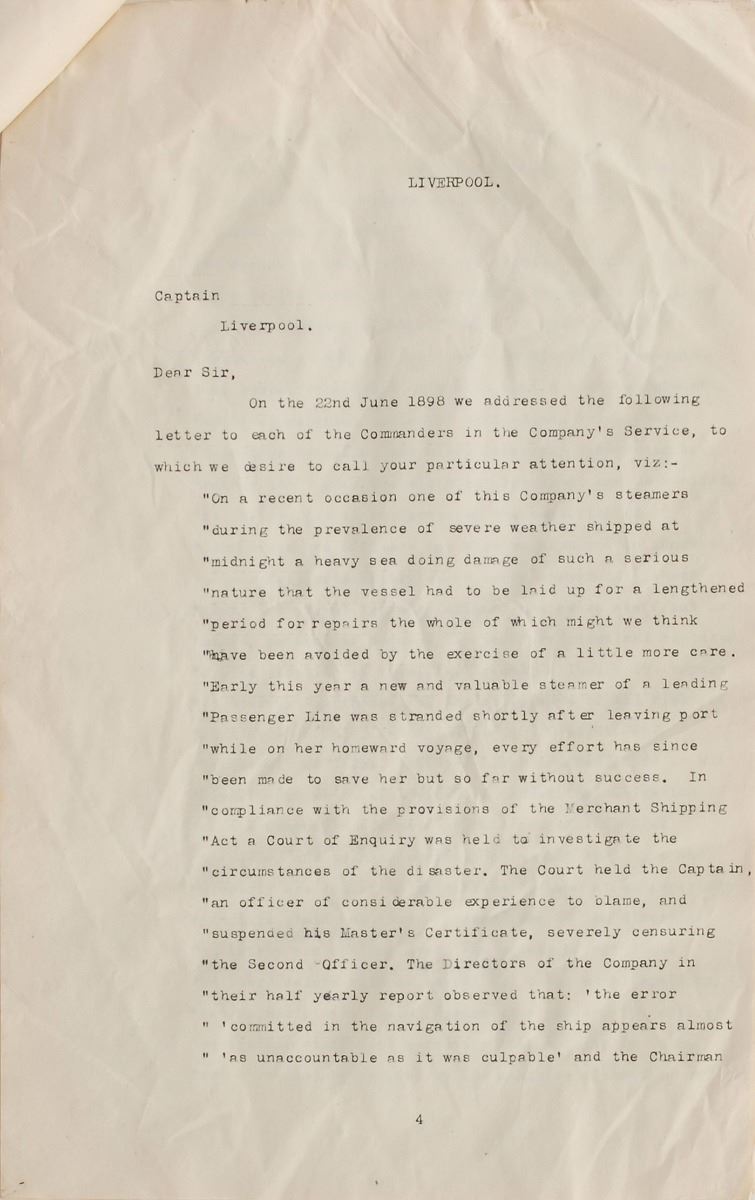 LIVERPOOL.
Captain
Liverpool.
Dear Sir,
On the 22nd June 1898 we addressed the following
letter to each of the Commanders in the Company's Service, to
which we desire to call your particular attention, viz:-
"On a recent occasion one of this Company's steamers
"during the prevalence of severe weather shipped at
"midnight a heavy sea doing damage of such a serious
"nature that the vessel had to be laid up for a lengthened
"period for repairs the whole of which might we think
"have been avoided by the exercise of a little more care.
"Early this year a new and valuable steamer of a leading
"Passenger Line was stranded shortly after leaving port
"while on her homeward voyage, every effort has since
"been made to save her but so far without success. In
"compliance with the provisions of the Merchant Shipping
"Act a Court of Enquiry was held to investigate the
"circumstances of the disaster. The Court held the Captain,
"an officer of considerable experience to blame, and
"suspended his Master's Certificate, severely censuring
"the Second -Officer. The Directors of the Company in
"their half yearly report observed that: 'the error
" 'committed in the navigation of the ship appears almost
" 'as unaccountable as it was culpable' and the Chairman
4